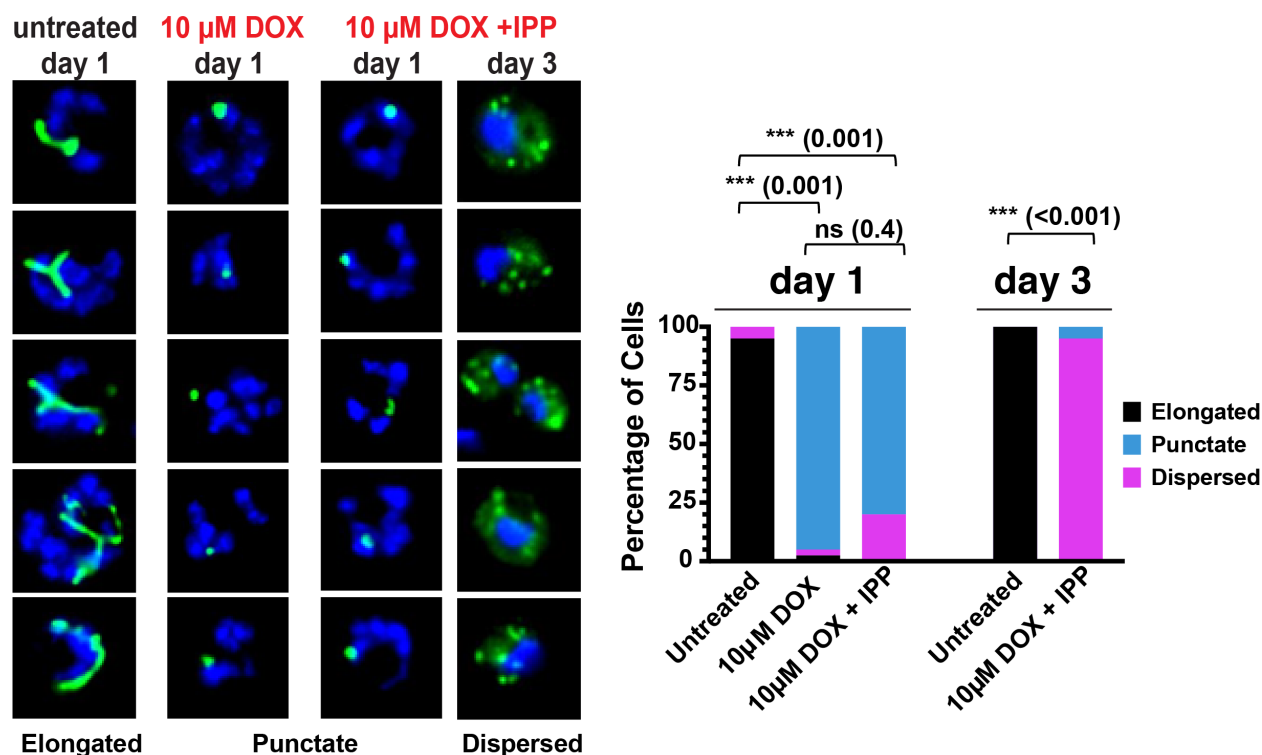 untreated 10 µM DOX 10 µM DOX +IPP
day 1 day 1 day 1 day 3
Elongated Punctate Dispersed
*** (0.001)
*** (0.001)
ns (0.4)
*** (<0.001)
day 1 day 3
Percentage of Cells
100
75
50
25
0
Untreated
10µM DOX
10µM DOX + IPP
Untreated
10µM DOX + IPP
Elongated
Punctate
Dispersed